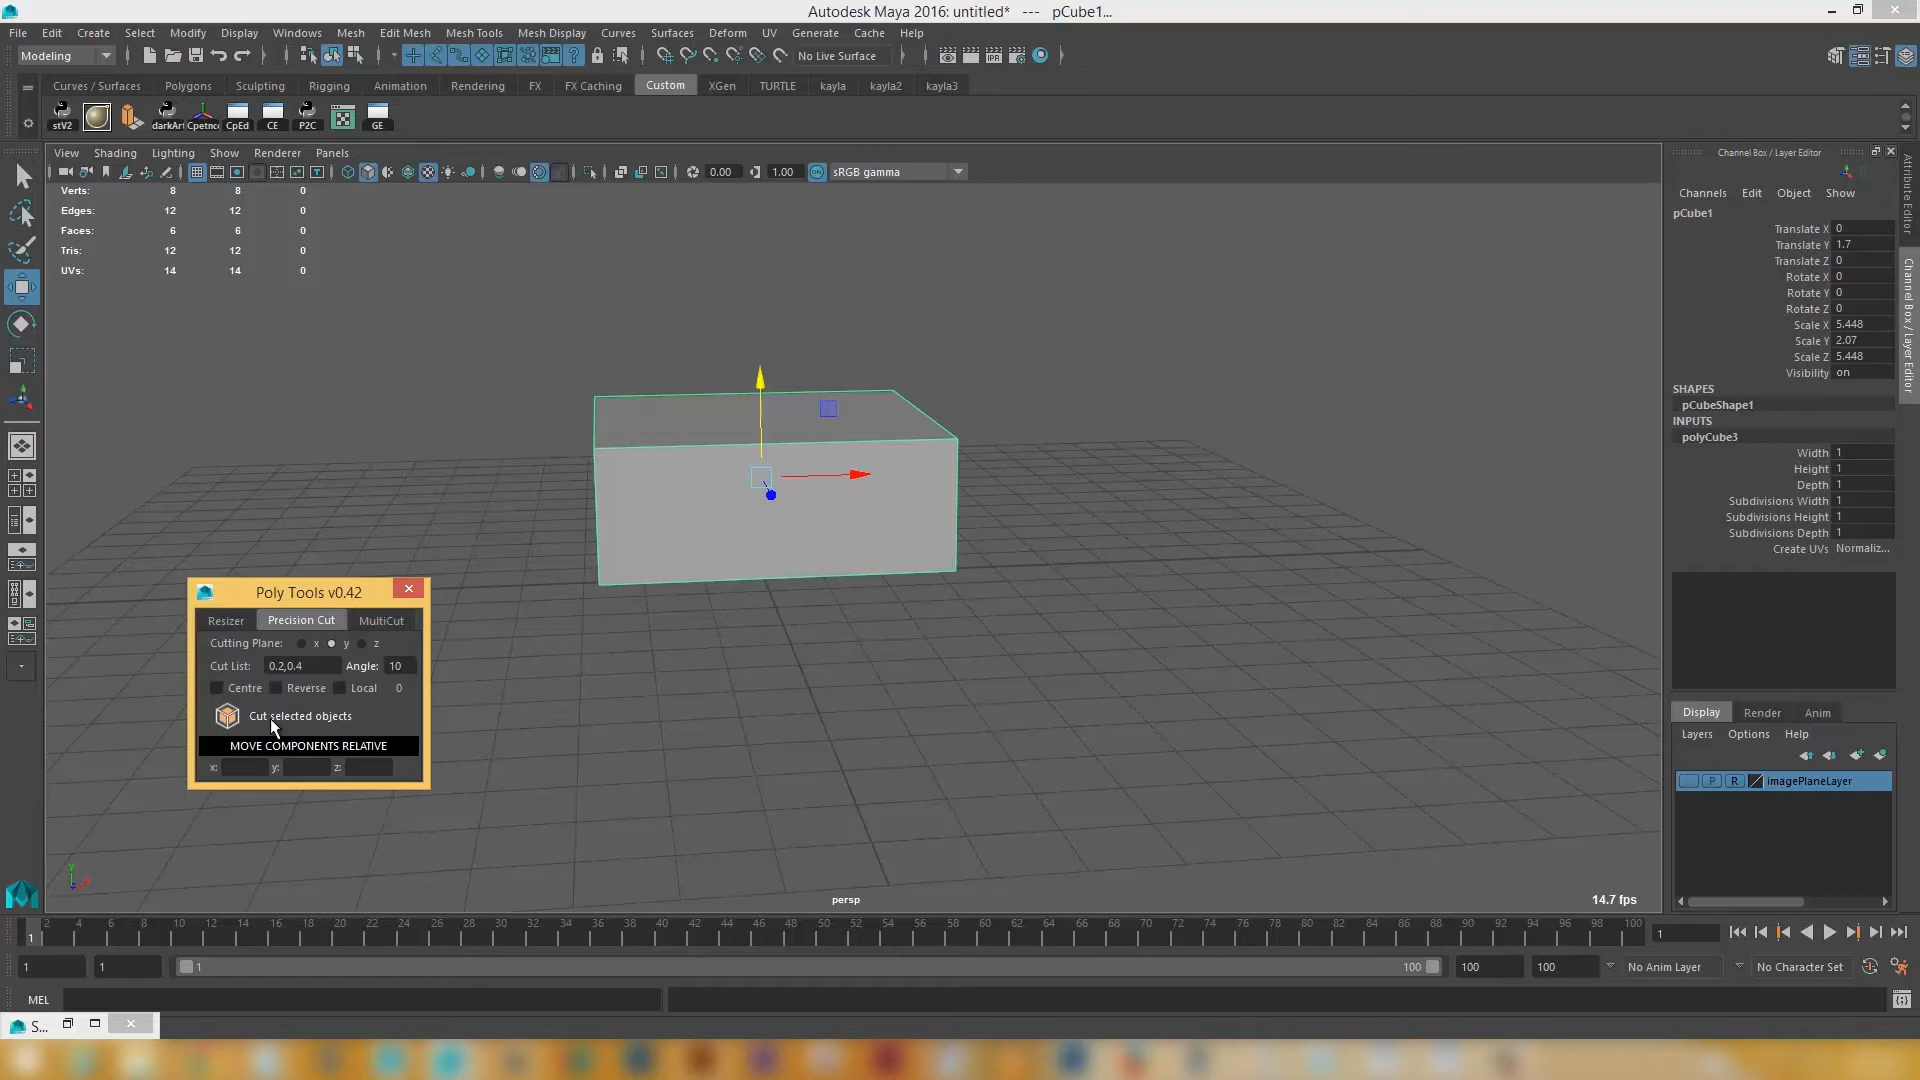 Autodesk Maya 2016: untitled*   ---   pCube1...
File Edit Create Select Modify Display Windows Mesh Edit Mesh Mesh Tools Mesh Display Curves Surfaces Deform UV Generate Cache Help
Modeling No Live Surface
Curves / Surfaces Polygons Sculpting Rigging Animation Rendering FX FX Caching Custom XGen TURTLE kayla kayla2 kayla3
stV2 darkArt Cpetnce CpEd CE P2C GE
View Shading Lighting Show Renderer Panels
0.00 1.00 sRGB gamma
Verts: 8 8 0
Edges: 12 12 0
Faces: 6 6 0
Tris: 12 12 0
UVs: 14 14 0
Poly Tools v0.42
Resizer Precision Cut MultiCut
Cutting Plane: x y z
Cut List: 0.2,0.4 Angle: 10
Centre Reverse Local 0
Cut selected objects
MOVE COMPONENTS RELATIVE
x: y: z:
persp
14.7 fps
Channel Box / Layer Editor
Channels Edit Object Show
pCube1
Translate X 0
Translate Y 1.7
Translate Z 0
Rotate X 0
Rotate Y 0
Rotate Z 0
Scale X 5.448
Scale Y 2.07
Scale Z 5.448
Visibility on
SHAPES
pCubeShape1
INPUTS
polyCube3
Width 1
Height 1
Depth 1
Subdivisions Width 1
Subdivisions Height 1
Subdivisions Depth 1
Create UVs Normaliz...
Attribute Editor
Channel Box / Layer Editor
Display Render Anim
Layers Options Help
P R imagePlaneLayer
2 4 6 8 10 12 14 16 18 20 22 24 26 28 30 32 34 36 38 40 42 44 46 48 50 52 54 56 58 60 62 64 66 68 70 72 74 76 78 80 82 84 86 88 90 92 94 96 98 100
1 1
1 1 1 100 100 100 No Anim Layer No Character Set
MEL
S...